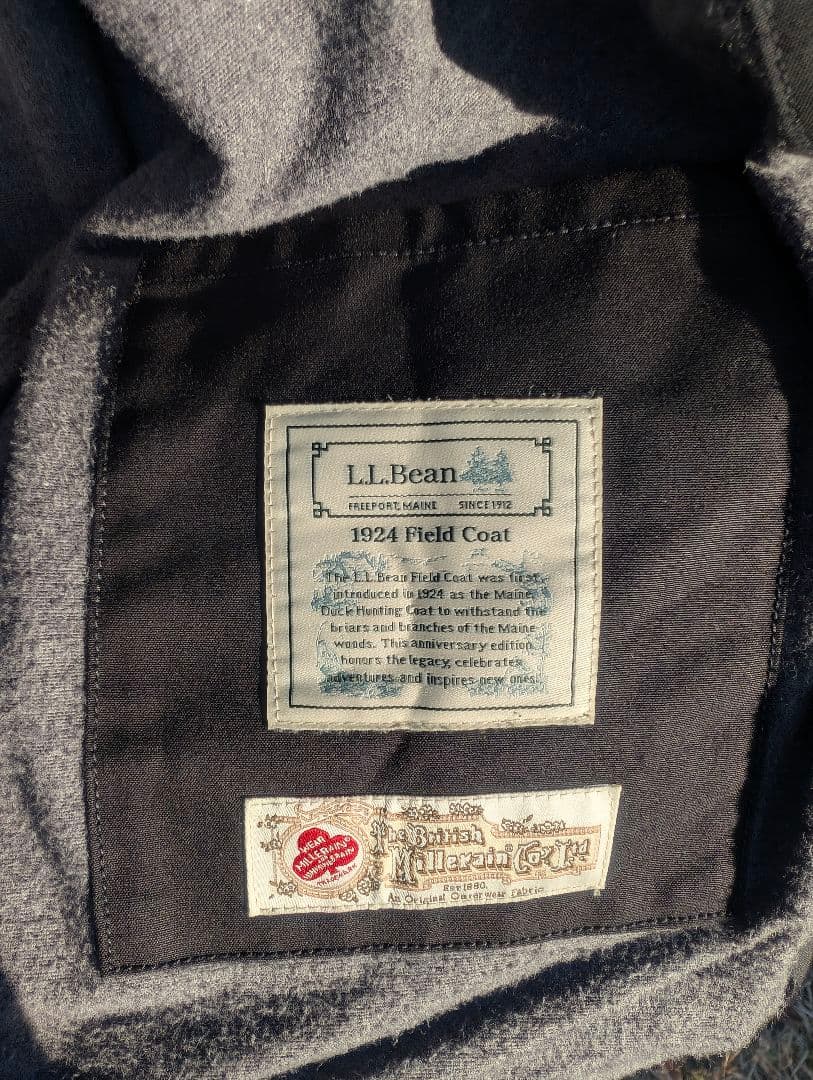 L.L.Bean
FREEPORT, MAINE SINCE 1912
1924 Field Coat
The L.L.Bean Field Coat was first
introduced in 1924 as the Maine
Duck Hunting Coat to withstand the
briars and branches of the Maine
woods. This anniversary edition
honors the legacy, celebrates
adventures and inspires new ones!
WEAR
MILLERAIN®
The British
Millerain® Co. Ltd
Est 1880.
An Original Outerwear Fabric